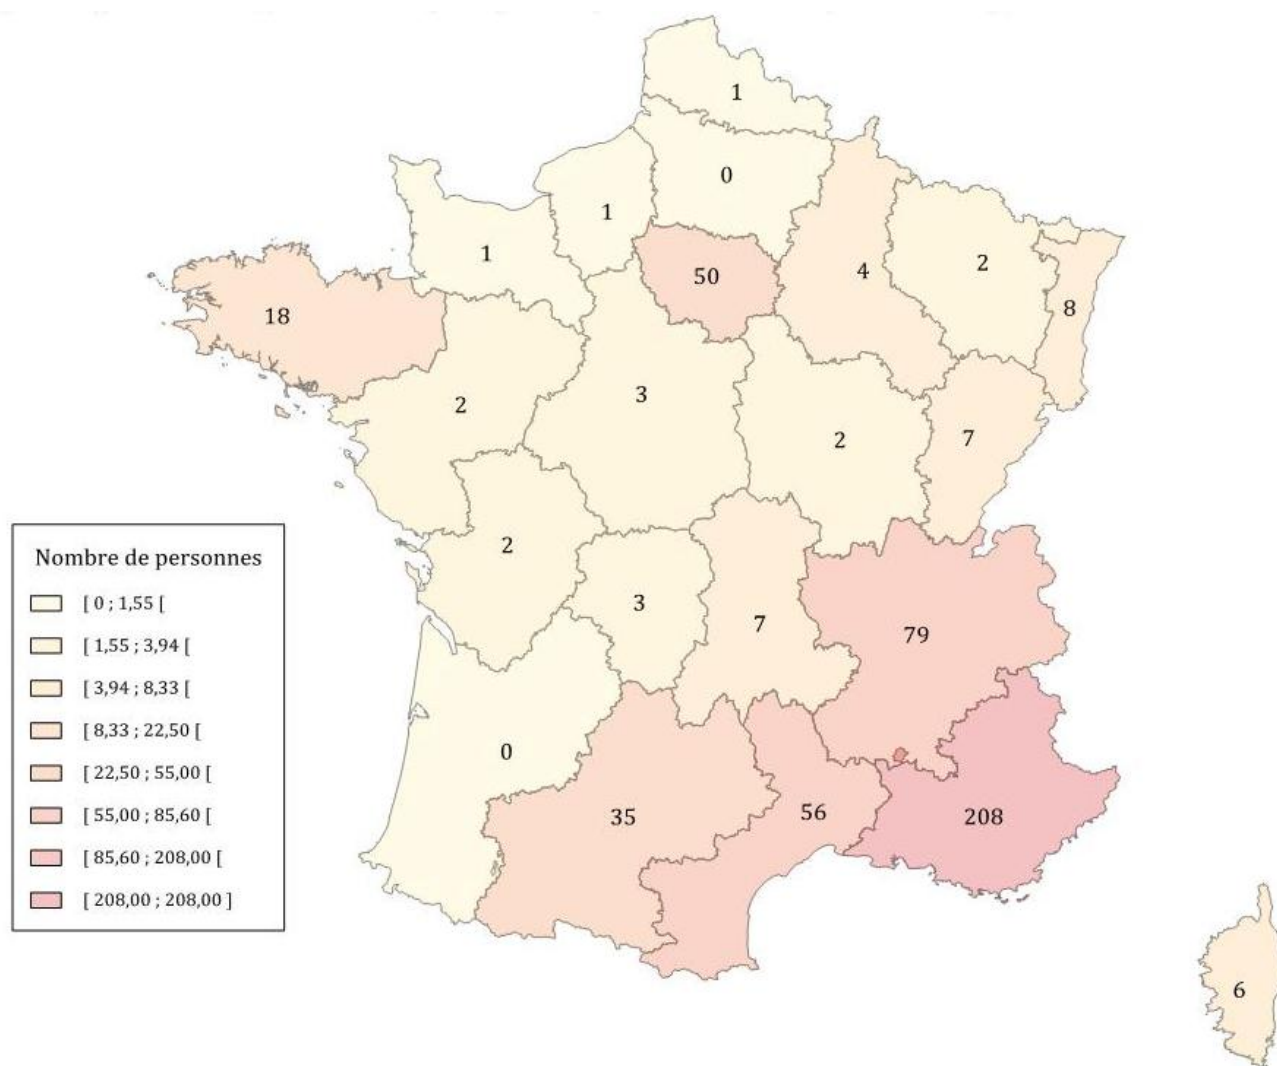 1
0
1
1
50
4
2
8
18
2
3
2
7
2
3
7
79
0
35
56
208
6
Nombre de personnes
[ 0 ; 1,55 [
[ 1,55 ; 3,94 [
[ 3,94 ; 8,33 [
[ 8,33 ; 22,50 [
[ 22,50 ; 55,00 [
[ 55,00 ; 85,60 [
[ 85,60 ; 208,00 [
[ 208,00 ; 208,00 ]